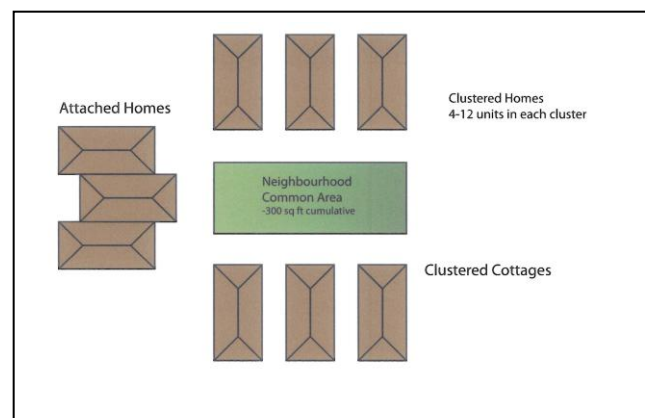 Attached Homes
Clustered Homes
4-12 units in each cluster
Neighbourhood
Common Area
-300 sq ft cumulative
Clustered Cottages